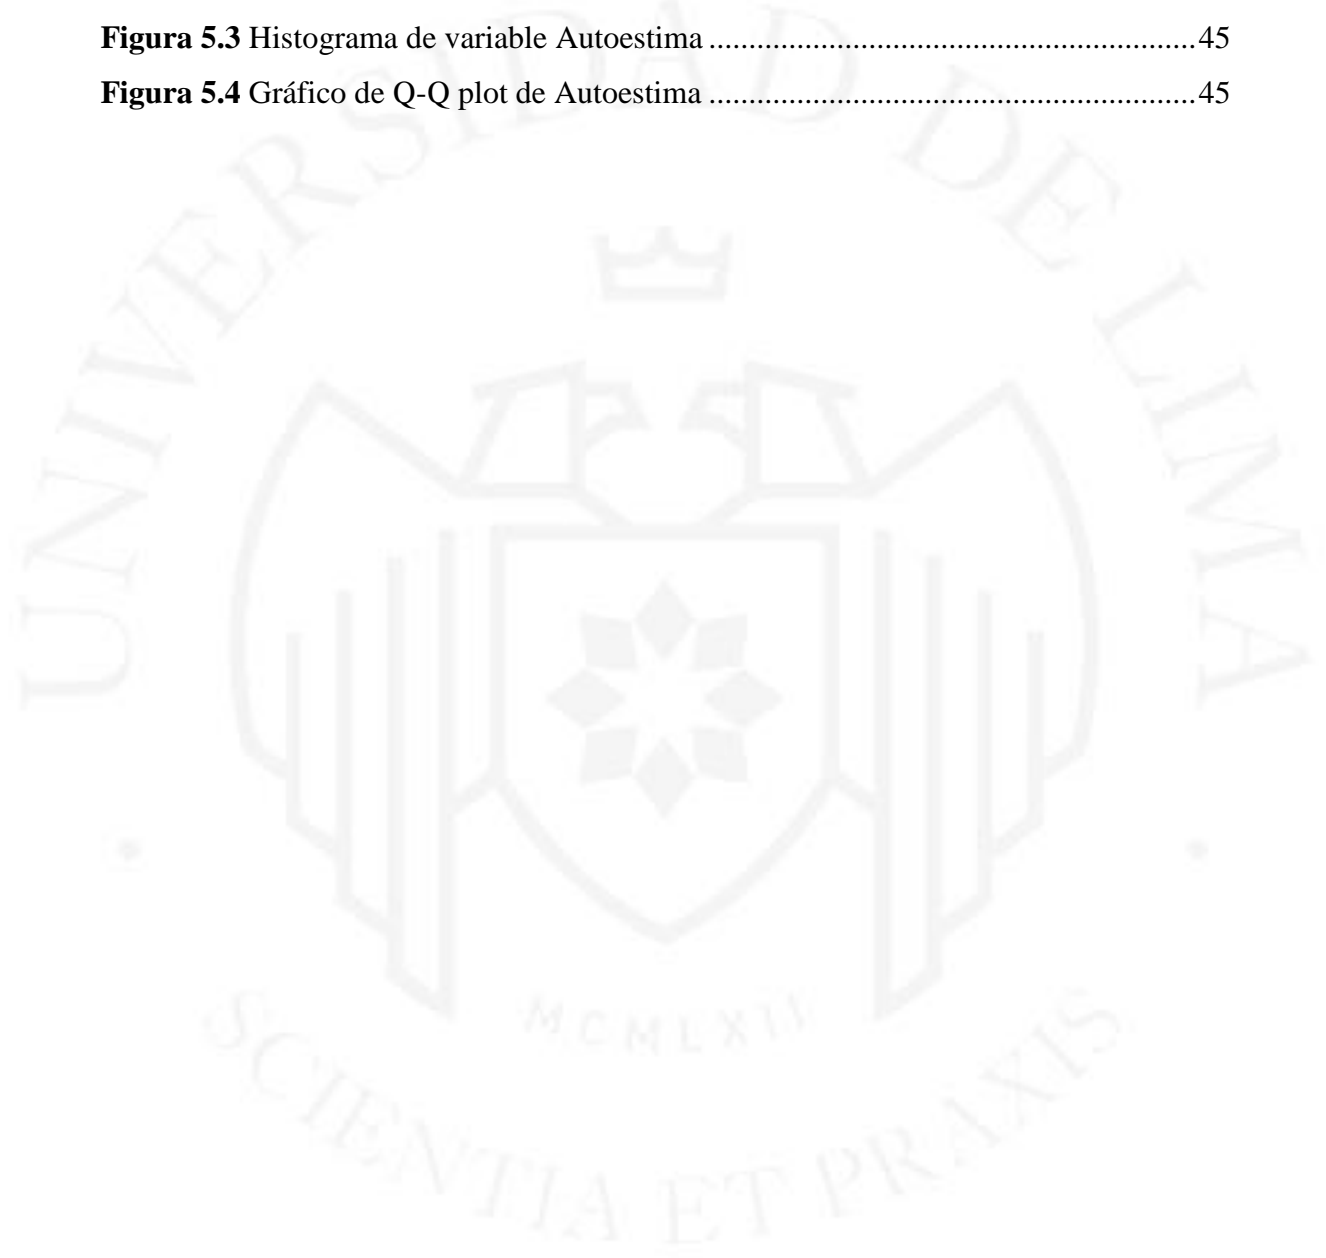 Figura 5.3 Histograma de variable Autoestima .............................................................45
Figura 5.4 Gráfico de Q-Q plot de Autoestima .............................................................45
UNIVERSIDAD DE LIMA
MCMLXII
SCIENTIA ET PRAXIS